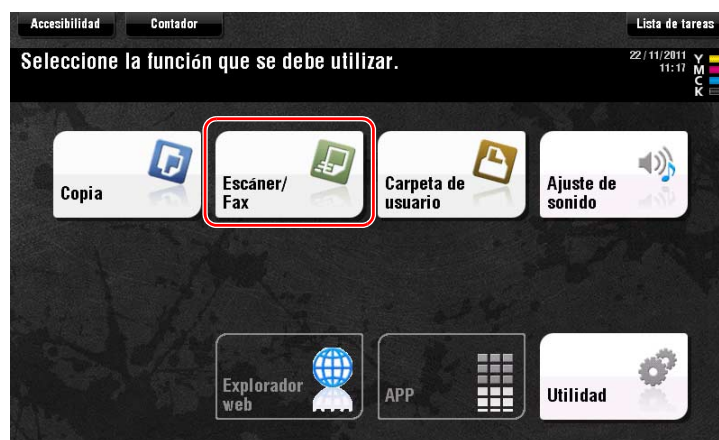 Accesibilidad
Contador
Lista de tareas
Seleccione la función que se debe utilizar.
22/11/2011
11:17
Y
M
C
K
Copia
Escáner/
Fax
Carpeta de
usuario
Ajuste de
sonido
Explorador
web
APP
Utilidad